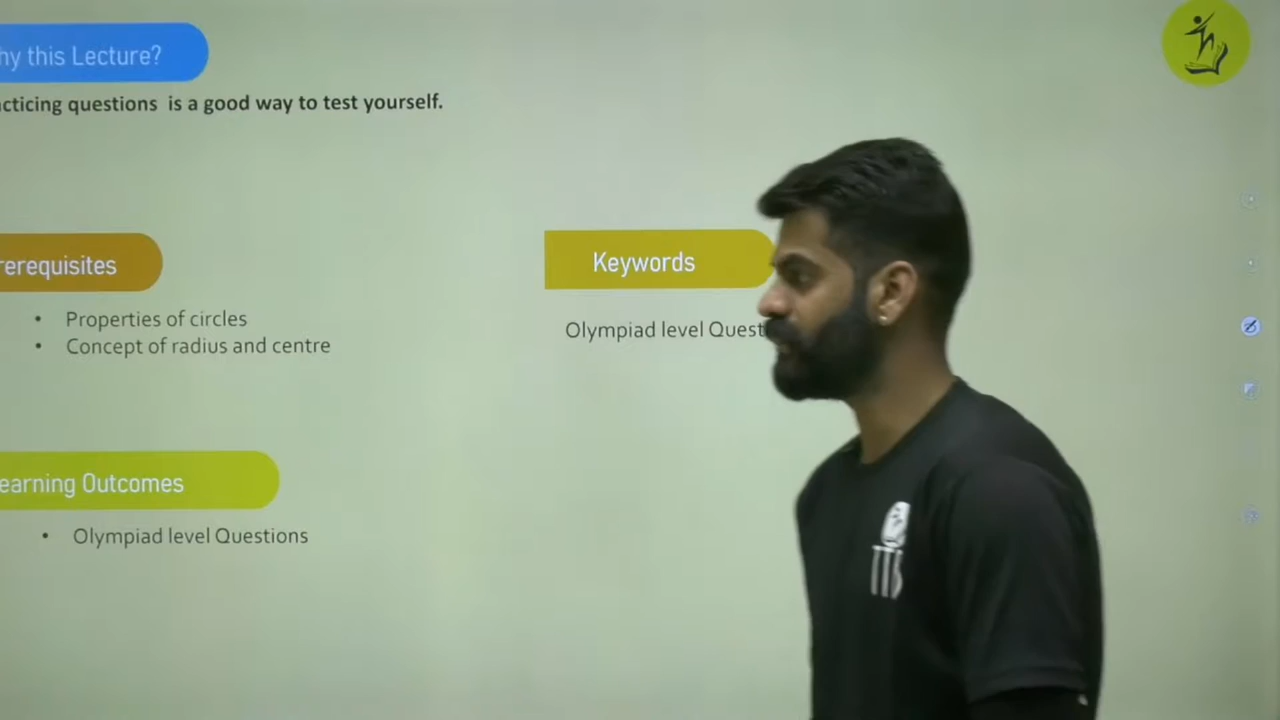 hy this Lecture?
cticing questions is a good way to test yourself.
rerequisites
• Properties of circles
• Concept of radius and centre
Keywords
Olympiad level Quest
earning Outcomes
• Olympiad level Questions